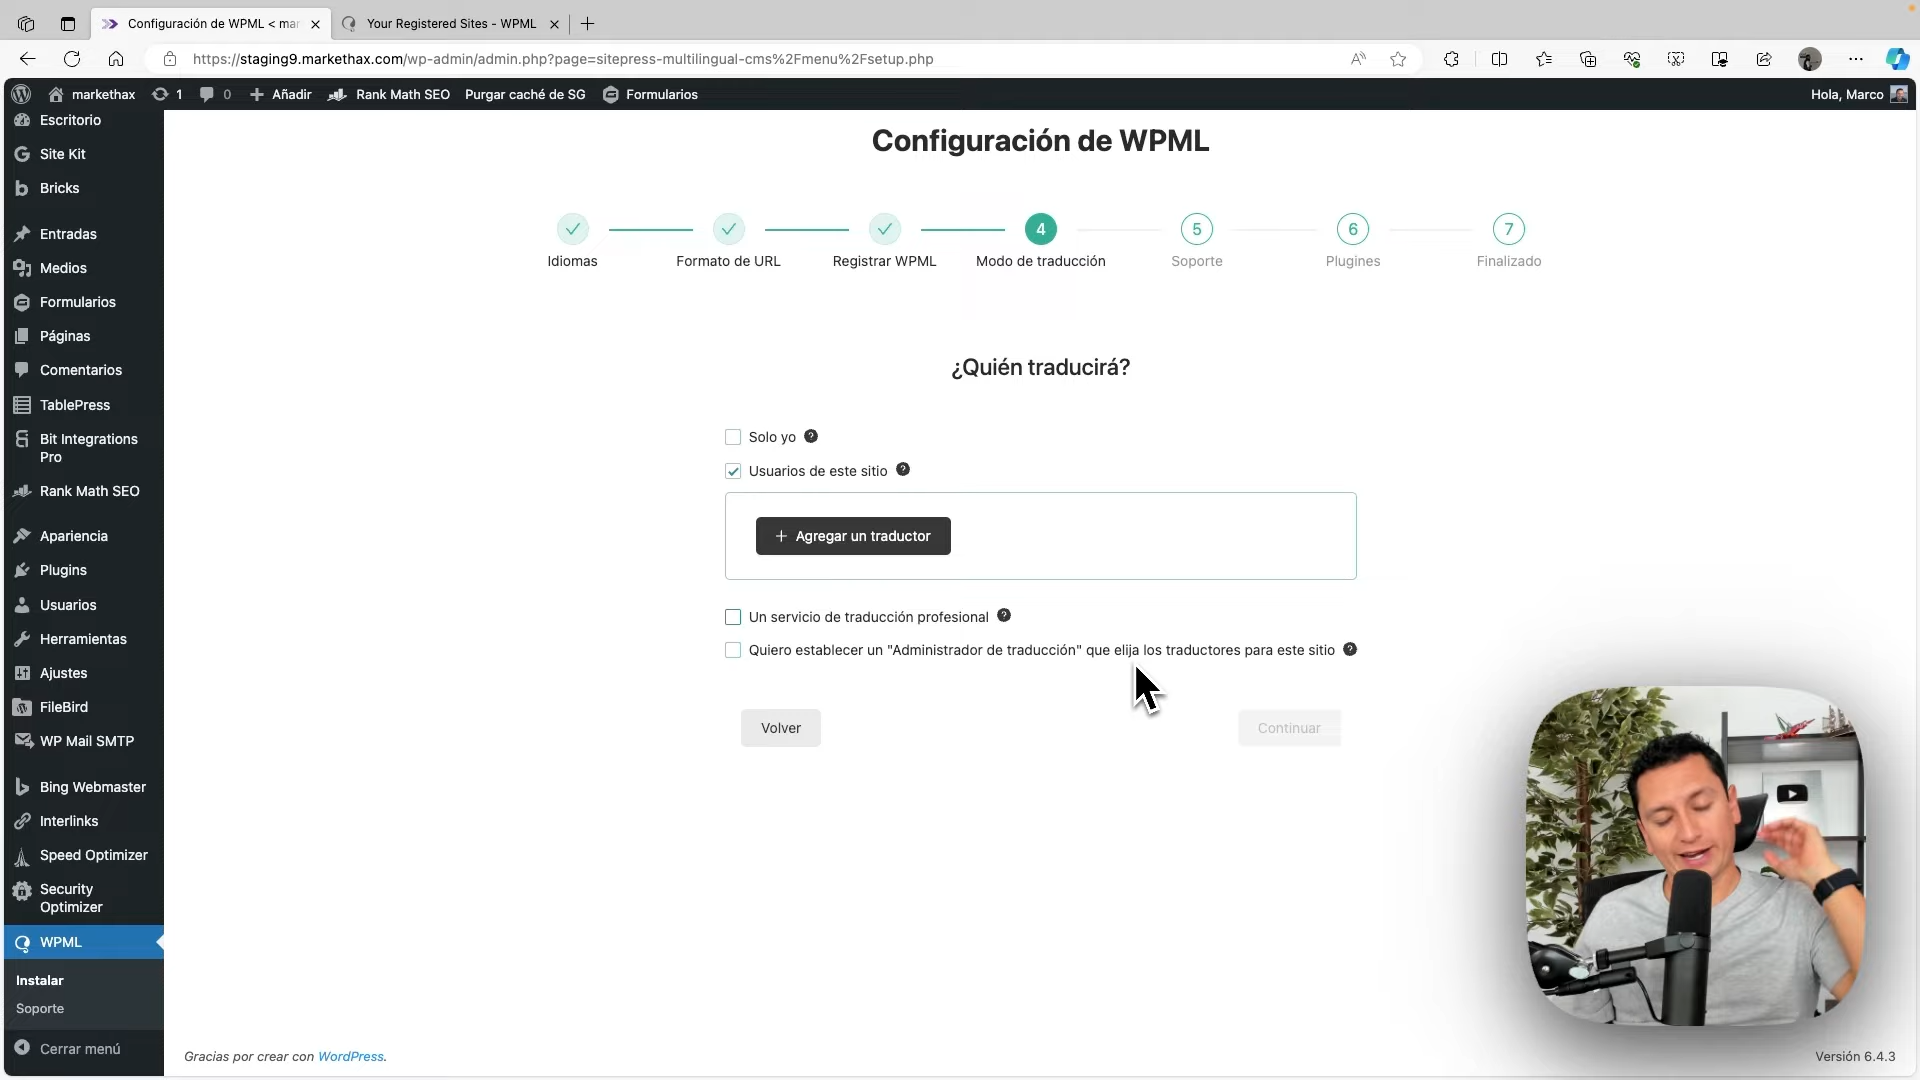 Configuración de WPML < mar
Your Registered Sites - WPML
https://staging9.markethax.com/wp-admin/admin.php?page=sitepress-multilingual-cms%2Fmenu%2Fsetup.php
markethax
1
0
Añadir
Rank Math SEO
Purgar caché de SG
Formularios
Hola, Marco
Escritorio
Site Kit
Bricks
Entradas
Medios
Formularios
Páginas
Comentarios
TablePress
Bit Integrations
Pro
Rank Math SEO
Apariencia
Plugins
Usuarios
Herramientas
Ajustes
FileBird
WP Mail SMTP
Bing Webmaster
Interlinks
Speed Optimizer
Security
Optimizer
WPML
Instalar
Soporte
Cerrar menú
Configuración de WPML
4
5
6
7
Idiomas
Formato de URL
Registrar WPML
Modo de traducción
Soporte
Plugines
Finalizado
¿Quién traducirá?
Solo yo
Usuarios de este sitio
+ Agregar un traductor
Un servicio de traducción profesional
Quiero establecer un "Administrador de traducción" que elija los traductores para este sitio
Volver
Continuar
Gracias por crear con WordPress.
Versión 6.4.3